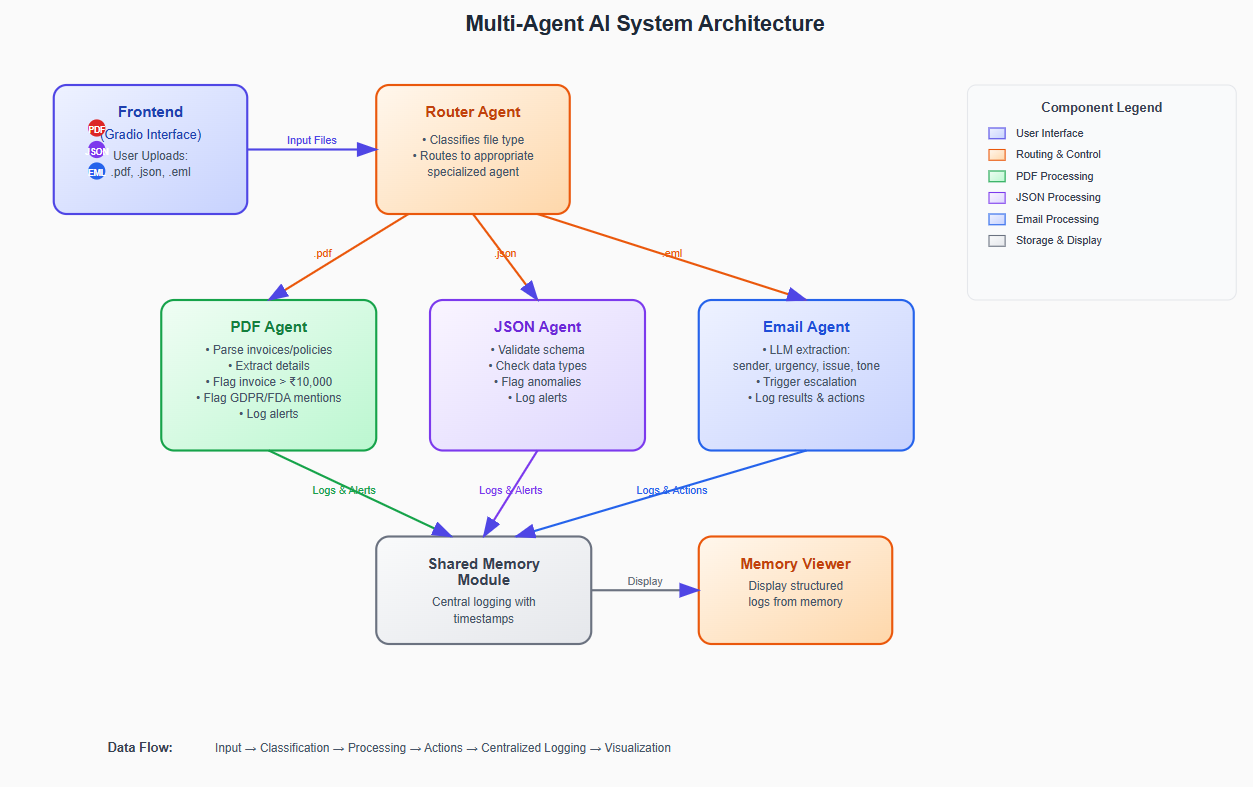 Multi-Agent AI System Architecture
Frontend
PDF
(Gradio Interface)
JSON
User Uploads:
EML
.pdf, .json, .eml
Input Files
Router Agent
• Classifies file type
• Routes to appropriate
specialized agent
Component Legend
User Interface
Routing & Control
PDF Processing
JSON Processing
Email Processing
Storage & Display
.pdf
.json
.eml
PDF Agent
• Parse invoices/policies
• Extract details
• Flag invoice > ₹10,000
• Flag GDPR/FDA mentions
• Log alerts
JSON Agent
• Validate schema
• Check data types
• Flag anomalies
• Log alerts
Email Agent
• LLM extraction:
sender, urgency, issue, tone
• Trigger escalation
• Log results & actions
Logs & Alerts
Logs & Alerts
Logs & Actions
Shared Memory
Module
Central logging with
timestamps
Display
Memory Viewer
Display structured
logs from memory
Data Flow: Input → Classification → Processing → Actions → Centralized Logging → Visualization